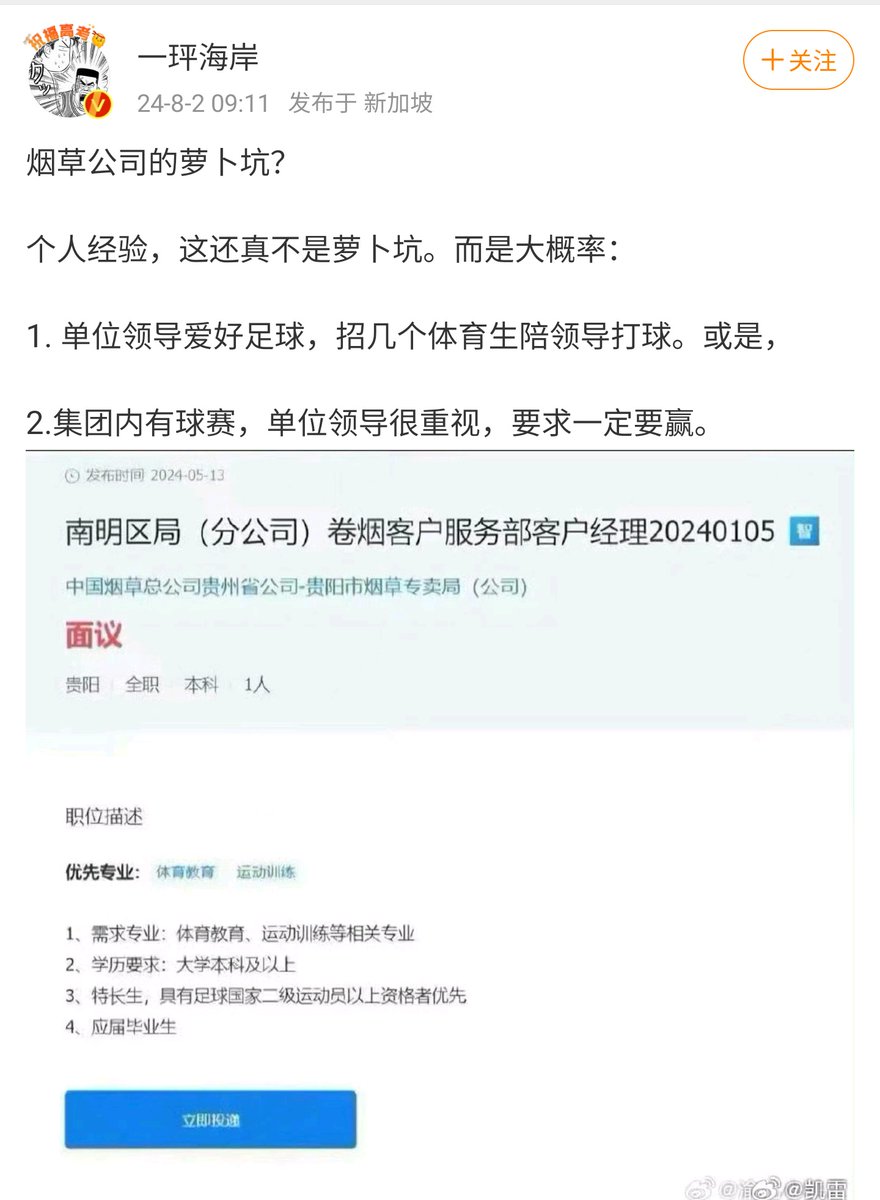 祝福高考
一坪海岸
24-8-2 09:11 发布于 新加坡
+关注
烟草公司的萝卜坑?
个人经验，这还真不是萝卜坑。而是大概率：
1. 单位领导爱好足球，招几个体育生陪领导打球。或是，
2.集团内有球赛，单位领导很重视，要求一定要赢。
发布时间 2024-05-13
南明区局（分公司）卷烟客户服务部客户经理20240105 智
中国烟草总公司贵州省公司-贵阳市烟草专卖局（公司）
面议
贵阳 全职 本科 1人
职位描述
优先专业： 体育教育 运动训练
1、需求专业：体育教育、运动训练等相关专业
2、学历要求：大学本科及以上
3、特长生，具有足球国家二级运动员以上资格者优先
4、应届毕业生
立即投递
@凯雷